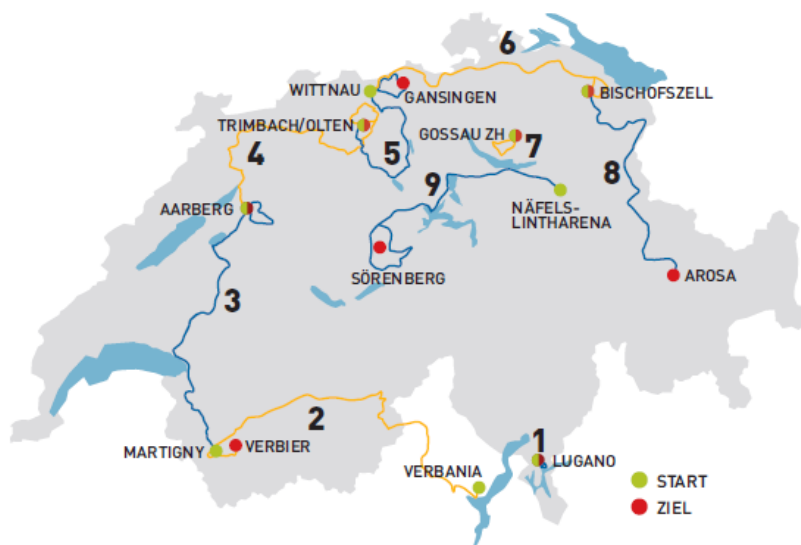 6
WITTNAU
GANSINGEN
BISCHOFSZELL
TRIMBACH/OLTEN
GOSSAU ZH
7
4
5
8
9
AARBERG
NÄFELS-
LINTHARENA
SÖRENBERG
AROSA
3
2
MARTIGNY
VERBIER
1
VERBANIA
LUGANO
START
ZIEL